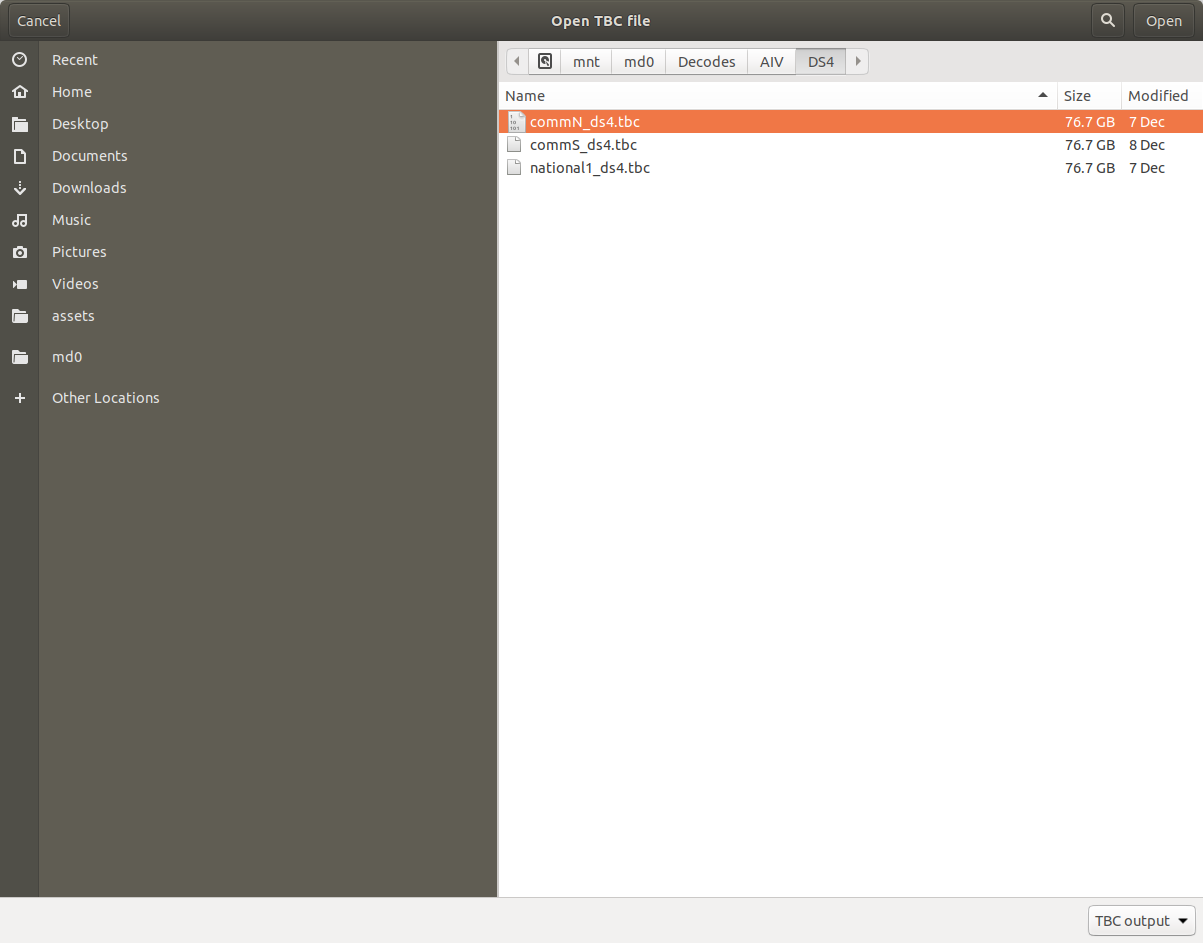 Cancel Open TBC file Open
Recent
Home
Desktop
Documents
Downloads
Music
Pictures
Videos
assets
md0
Other Locations
mnt md0 Decodes AIV DS4
Name Size Modified
commN_ds4.tbc 76.7 GB 7 Dec
commS_ds4.tbc 76.7 GB 8 Dec
national1_ds4.tbc 76.7 GB 7 Dec
TBC output